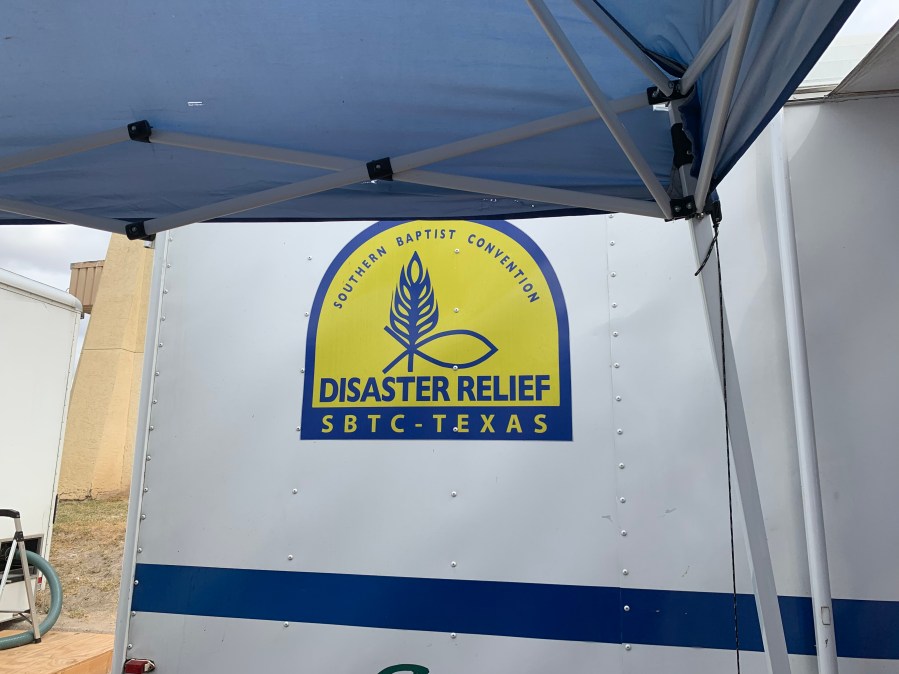 SOUTHERN BAPTIST CONVENTION
DISASTER RELIEF
SBTC-TEXAS